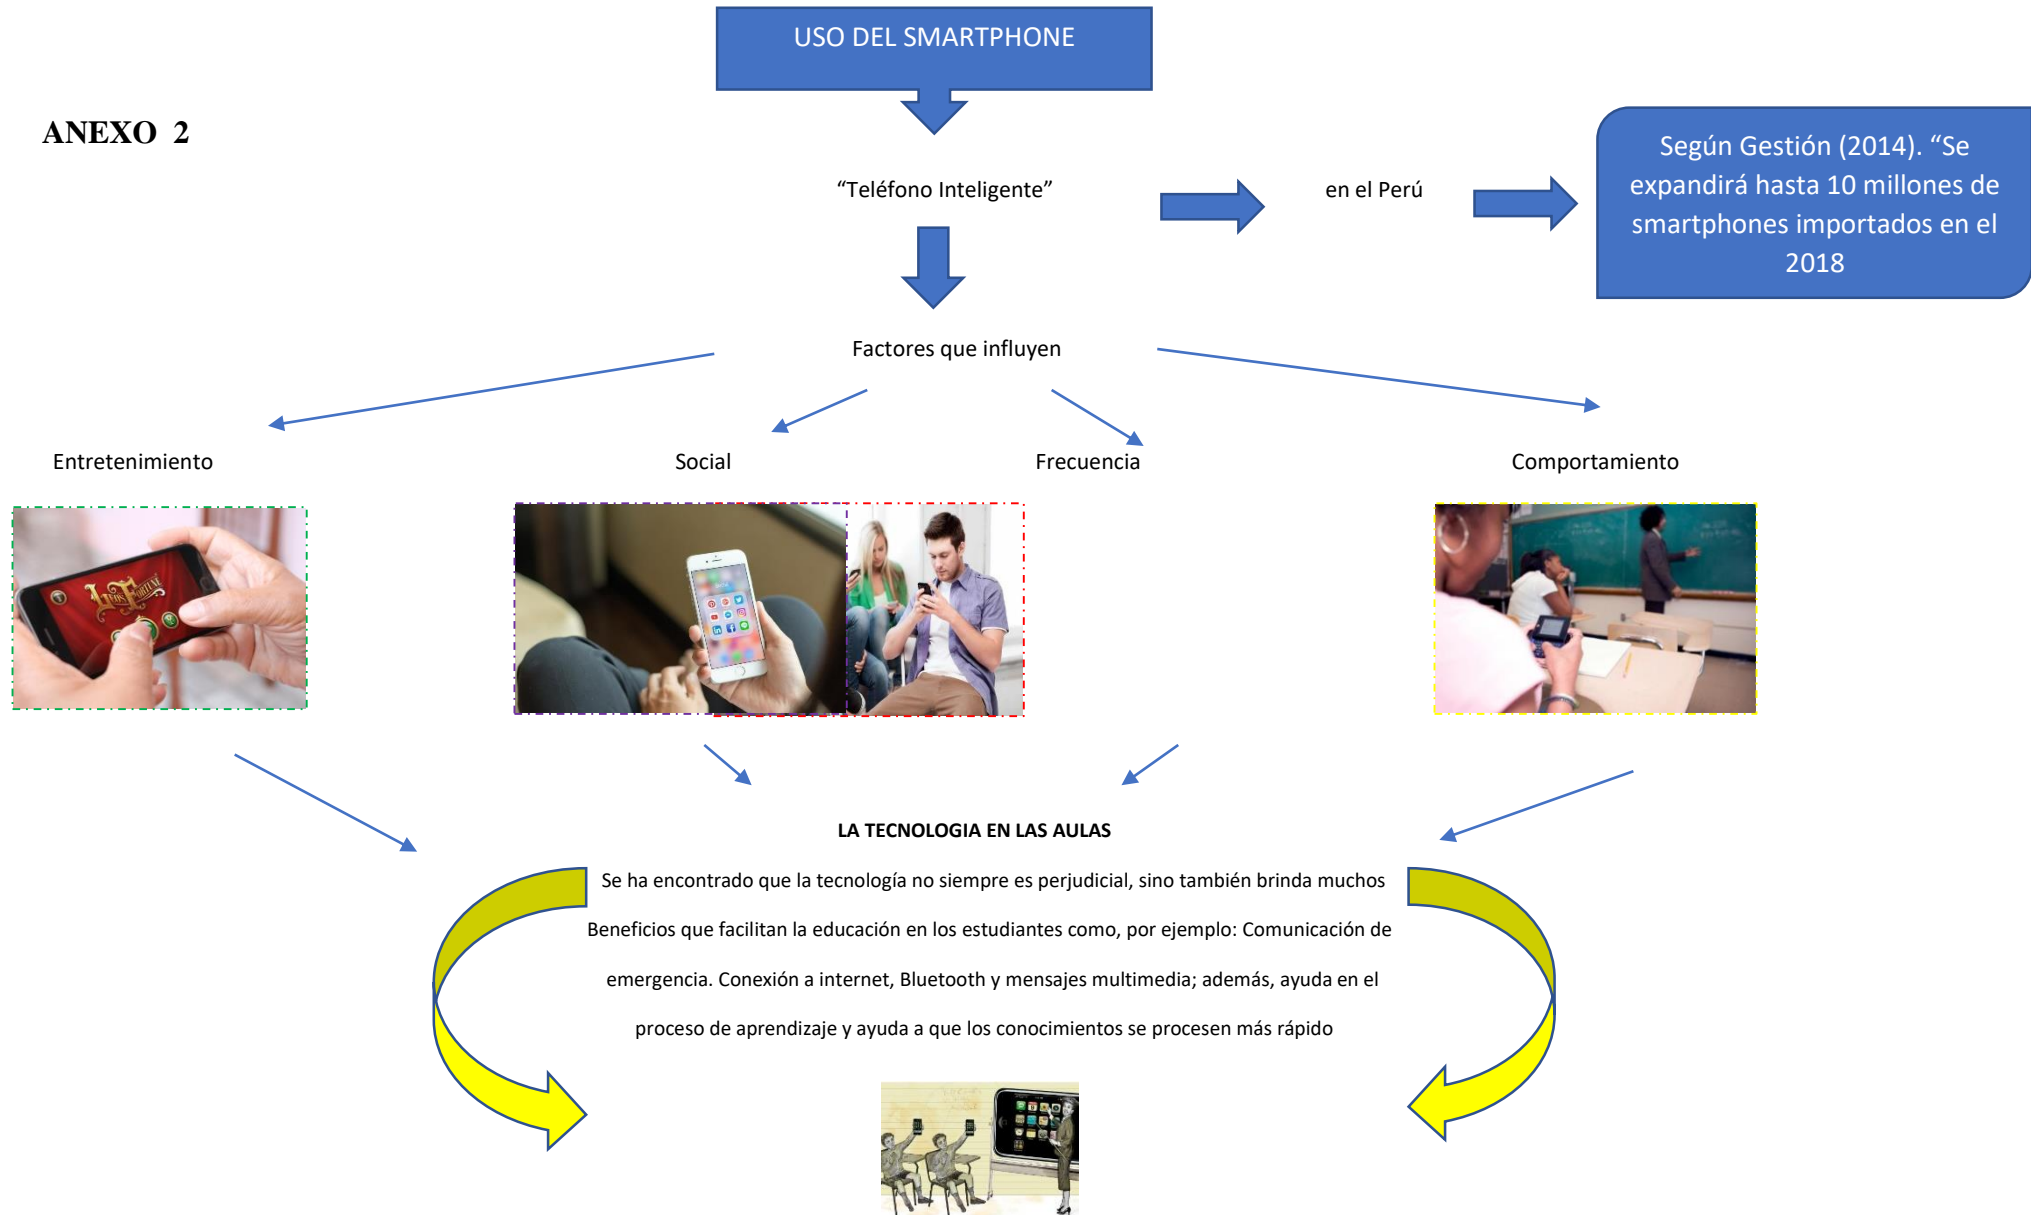 USO DEL SMARTPHONE
ANEXO 2
“Teléfono Inteligente”
en el Perú
Según Gestión (2014). “Se
expandirá hasta 10 millones de
smartphones importados en el
2018
Factores que influyen
Entretenimiento
Social
Frecuencia
Comportamiento
LA TECNOLOGIA EN LAS AULAS
Se ha encontrado que la tecnología no siempre es perjudicial, sino también brinda muchos
Beneficios que facilitan la educación en los estudiantes como, por ejemplo: Comunicación de
emergencia. Conexión a internet, Bluetooth y mensajes multimedia; además, ayuda en el
proceso de aprendizaje y ayuda a que los conocimientos se procesen más rápido